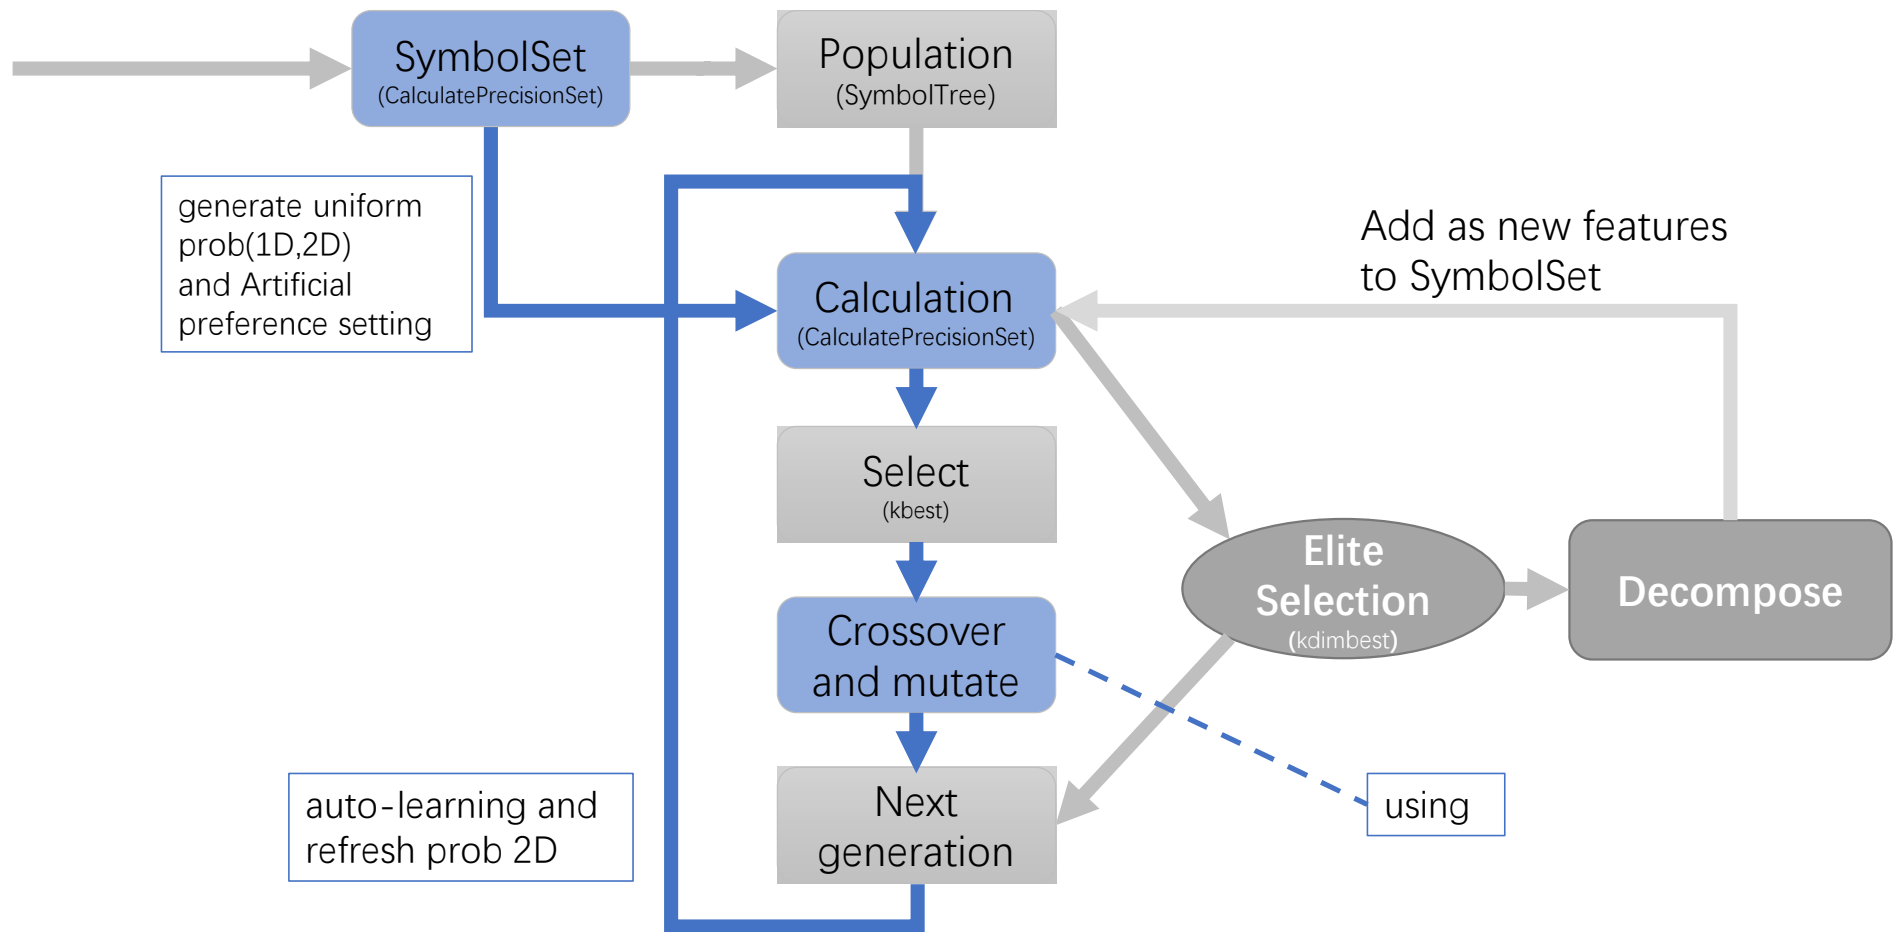 SymbolSet
(CalculatePrecisionSet)
Population
(SymbolTree)
generate uniform
prob(1D,2D)
and Artificial
preference setting
Add as new features
to SymbolSet
Calculation
(CalculatePrecisionSet)
Select
(kbest)
Elite
Selection
(kdimbest)
Decompose
Crossover
and mutate
auto-learning and
refresh prob 2D
Next
generation
using